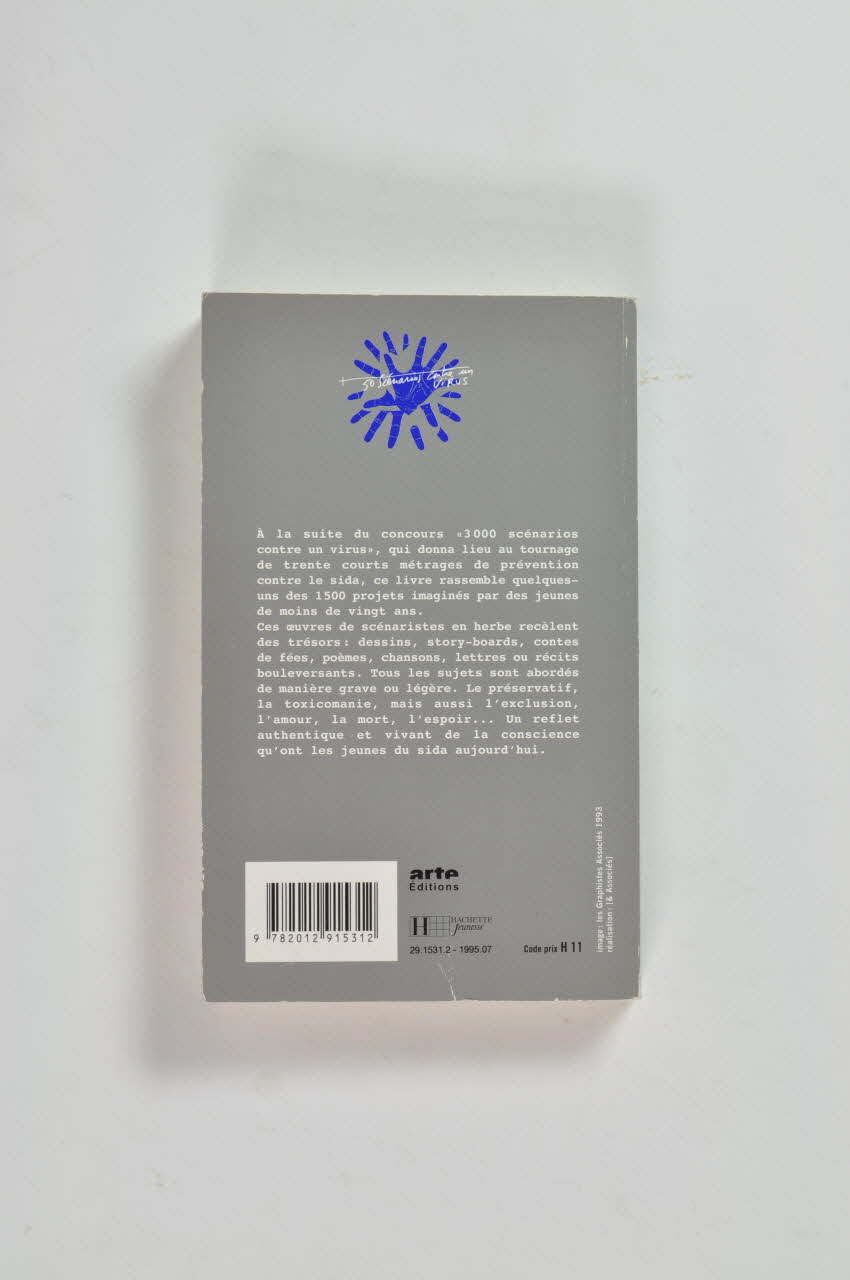 50 scénarios contre un
VIRUS
À la suite du concours «3000 scénarios
contre un virus», qui donna lieu au tournage
de trente courts métrages de prévention
contre le sida, ce livre rassemble quelques-
uns des 1500 projets imaginés par des jeunes
de moins de vingt ans.
Ces œuvres de scénaristes en herbe recèlent
des trésors : dessins, story-boards, contes
de fées, poèmes, chansons, lettres ou récits
bouleversants. Tous les sujets sont abordés
de manière grave ou légère. Le préservatif,
la toxicomanie, mais aussi l'exclusion,
l'amour, la mort, l'espoir... Un reflet
authentique et vivant de la conscience
qu'ont les jeunes du sida aujourd'hui.
9 782012 915312
arte
Éditions
H HACHETTE
Jeunesse
29.1531.2 - 1995.07
Code prix H 11
image : les Graphistes Associés 1993
réalisation : [& Associés]